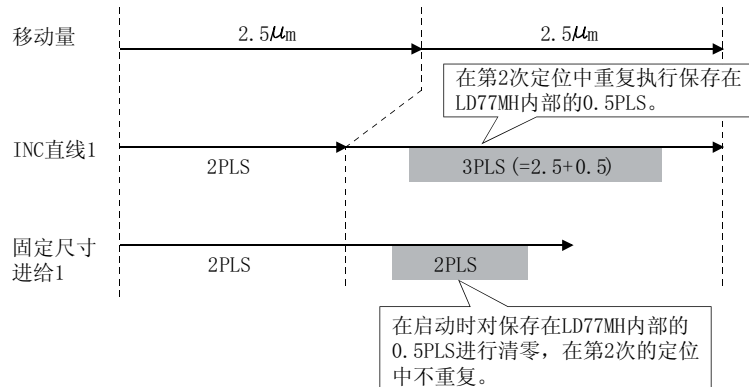 移动量
2.5μm
2.5μm
在第2次定位中重复执行保存在
LD77MH内部的0.5PLS。
INC直线1
2PLS
3PLS(=2.5+0.5)
固定尺寸
进给1
2PLS
2PLS
在启动时对保存在LD77MH内部的
0.5PLS进行清零，在第2次的定位
中不重复。